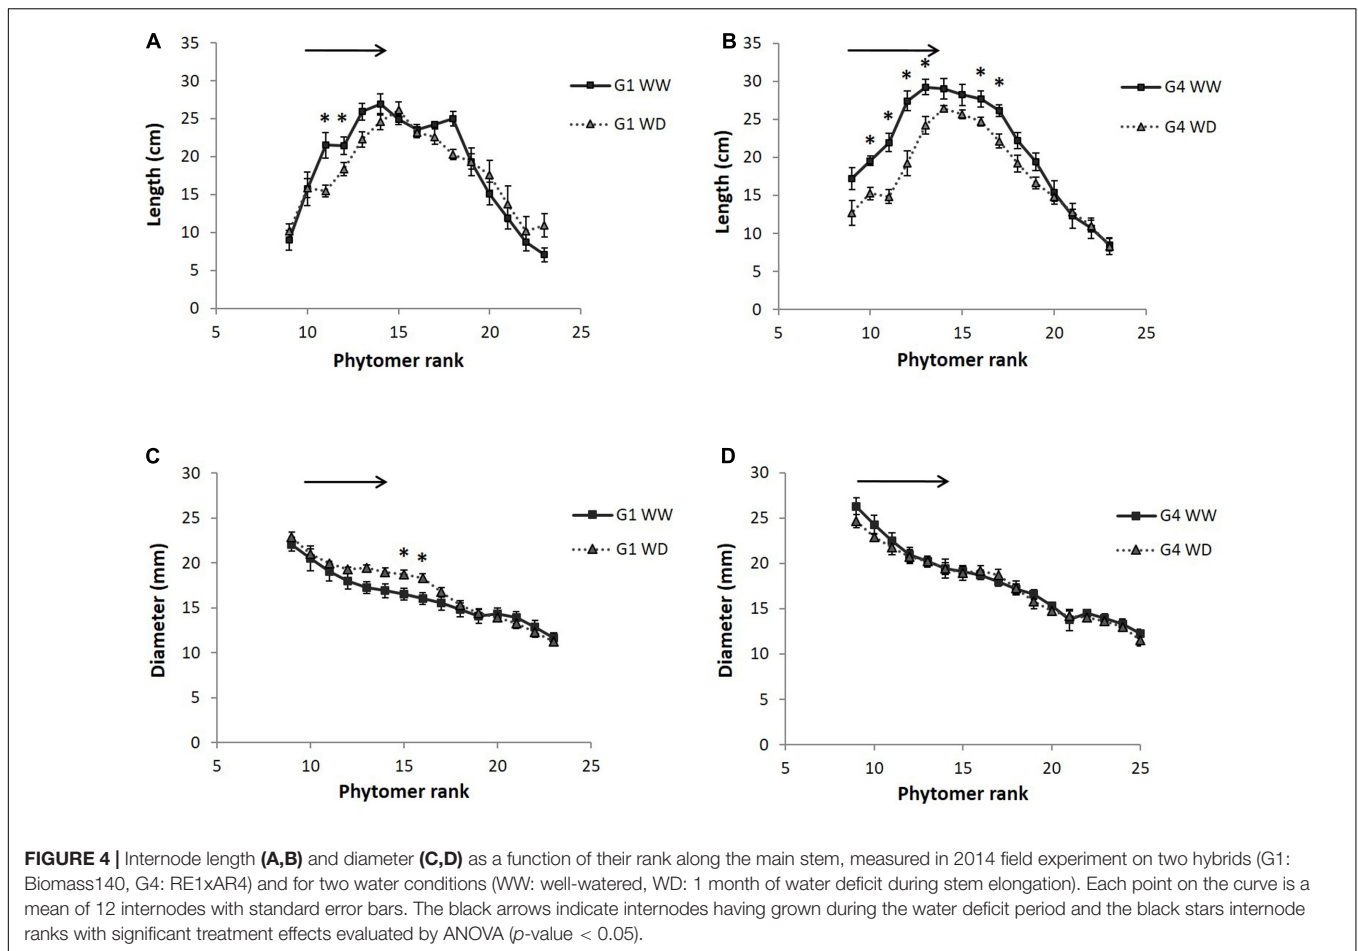 A
35
30
25
20
15
10
5
0
Length (cm)
* *
5 10 15 20 25
Phytomer rank
G1 WW
G1 WD
B
35
30
25
20
15
10
5
0
Length (cm)
* * * * * *
5 10 15 20 25
Phytomer rank
G4 WW
G4 WD
C
30
25
20
15
10
5
0
Diameter (mm)
* *
5 10 15 20 25
Phytomer rank
G1 WW
G1 WD
D
30
25
20
15
10
5
0
Diameter (mm)
5 10 15 20 25
Phytomer rank
G4 WW
G4 WD
FIGURE 4 | Internode length (A,B) and diameter (C,D) as a function of their rank along the main stem, measured in 2014 field experiment on two hybrids (G1:
Biomass140, G4: RE1xAR4) and for two water conditions (WW: well-watered, WD: 1 month of water deficit during stem elongation). Each point on the curve is a
mean of 12 internodes with standard error bars. The black arrows indicate internodes having grown during the water deficit period and the black stars internode
ranks with significant treatment effects evaluated by ANOVA (p-value < 0.05).